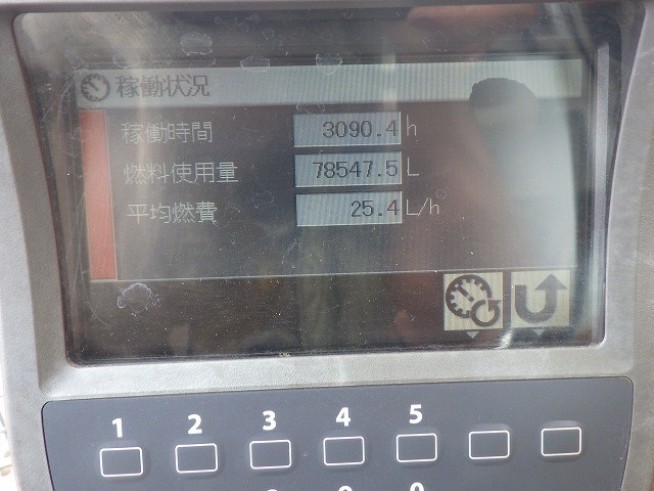 稼働状況
稼働時間 3090.4 h
燃料使用量 78547.5 L
平均燃費 25.4 L/h
1 2 3 4 5